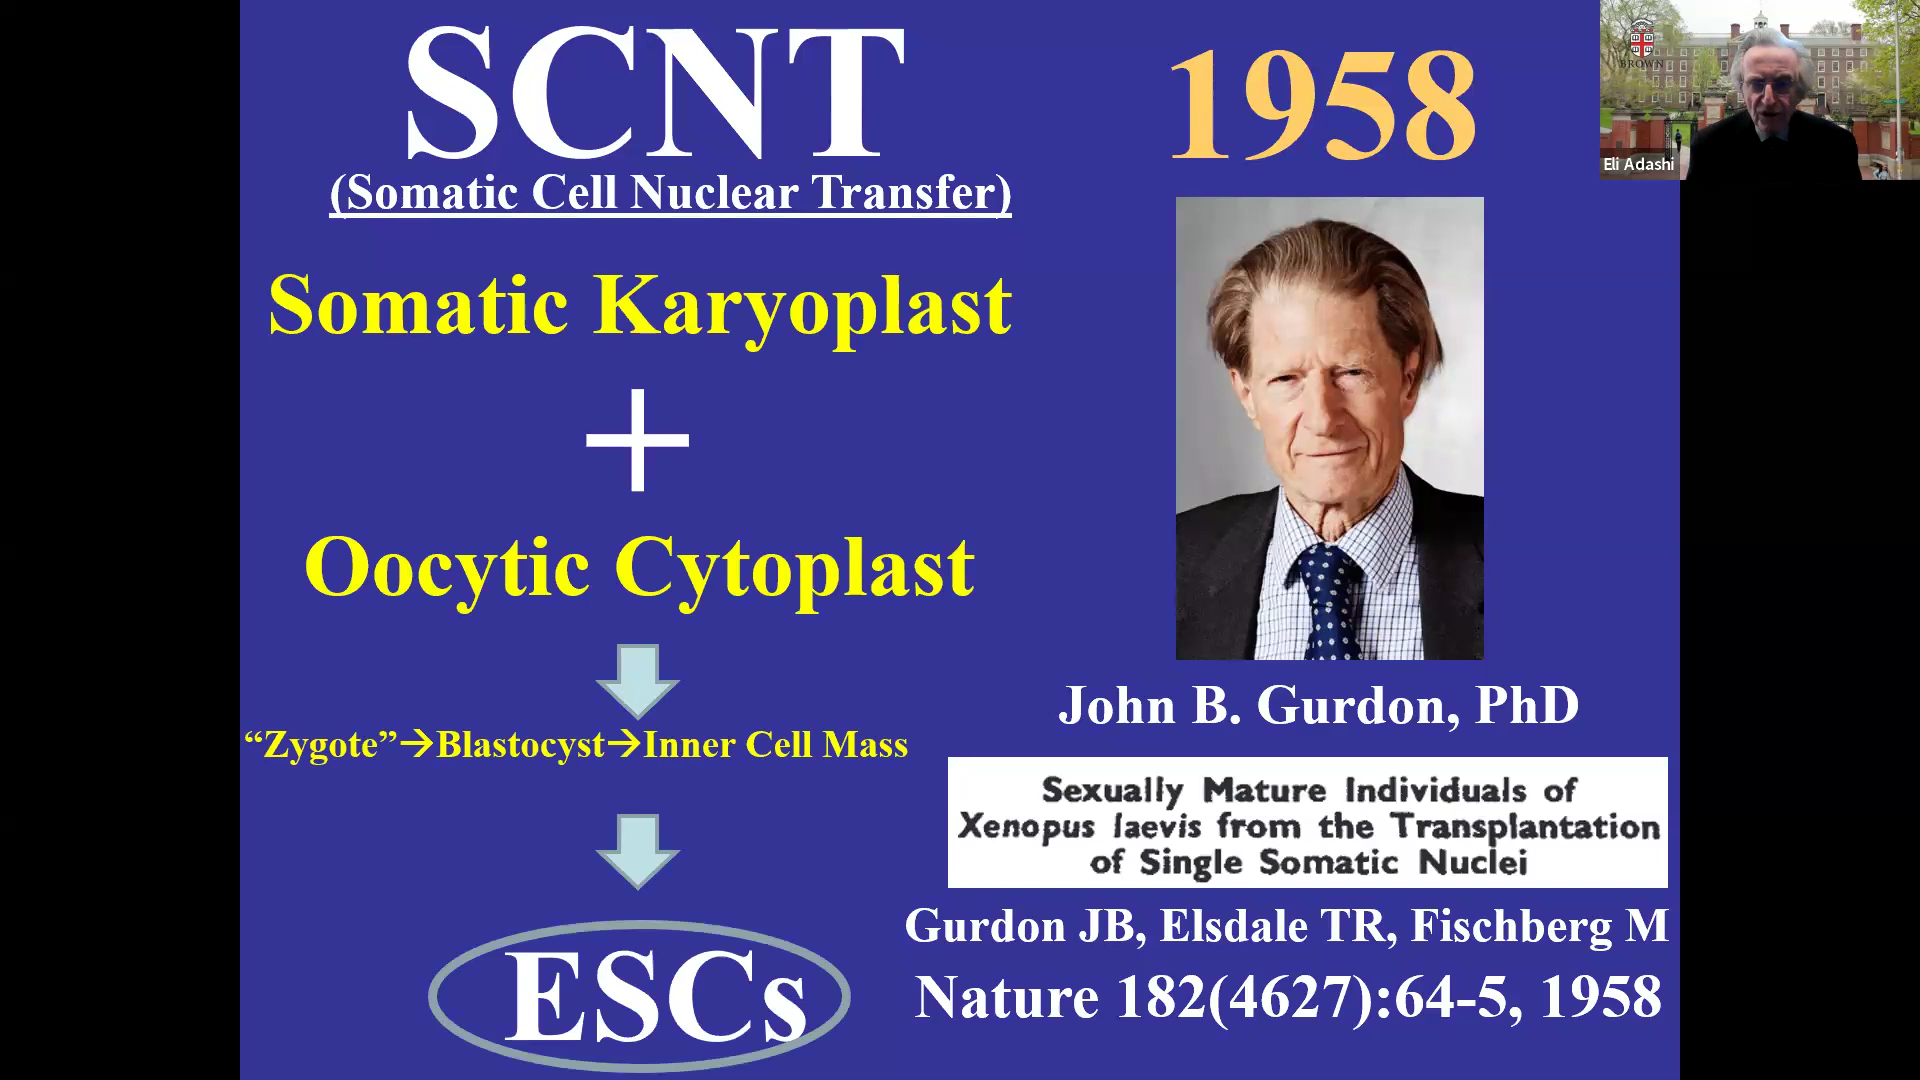 SCNT
(Somatic Cell Nuclear Transfer)
Somatic Karyoplast
+
Oocytic Cytoplast
“Zygote”→Blastocyst→Inner Cell Mass
ESCs
1958
John B. Gurdon, PhD
Sexually Mature Individuals of
Xenopus laevis from the Transplantation
of Single Somatic Nuclei
Gurdon JB, Elsdale TR, Fischberg M
Nature 182(4627):64-5, 1958
BROWN
Eli Adashi